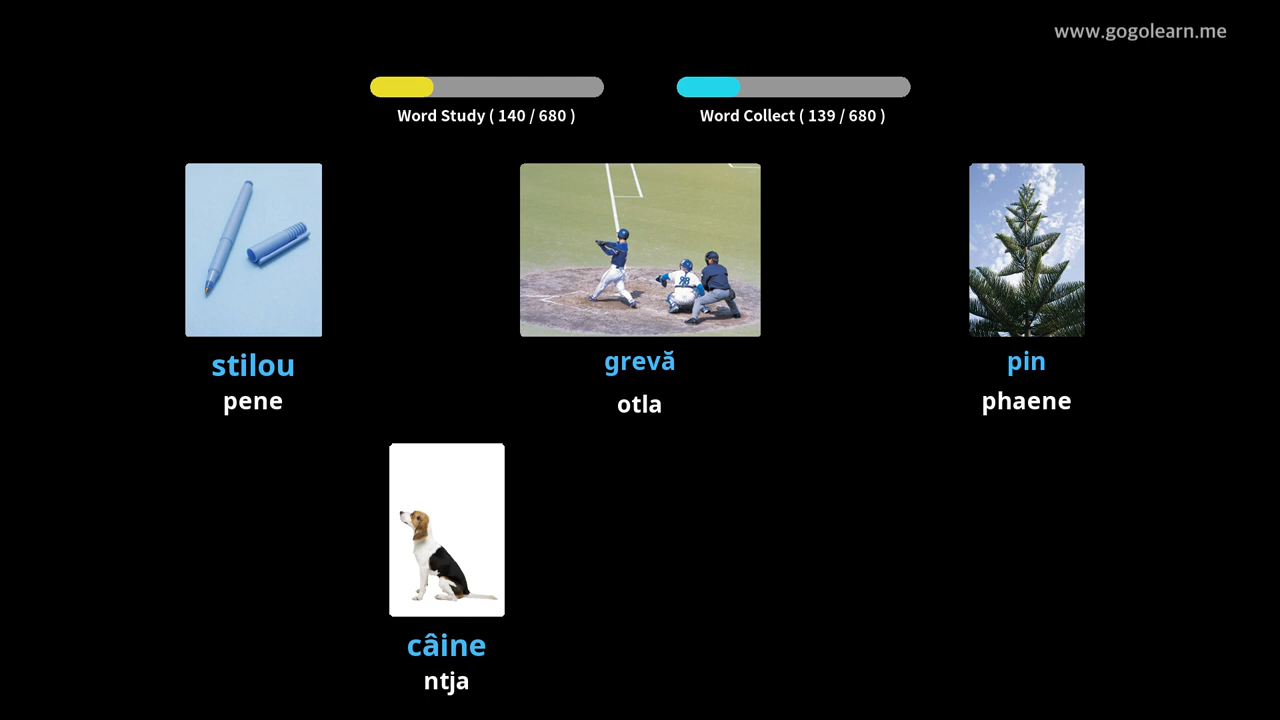 www.gogolearn.me
Word Study ( 140 / 680 )
Word Collect ( 139 / 680 )
stilou
pene
grevă
otla
pin
phaene
câine
ntja